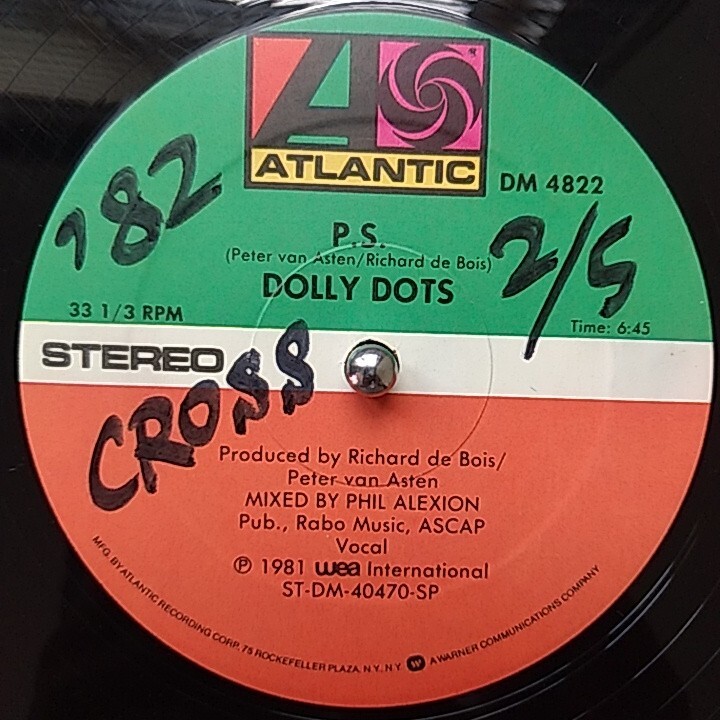 ATLANTIC
DM 4822
'82
P.S.
(Peter van Asten/Richard de Bois)
DOLLY DOTS
2/5
33 1/3 RPM
Time: 6:45
STEREO
CROSS
Produced by Richard de Bois/
Peter van Asten
MIXED BY PHIL ALEXION
Pub., Rabo Music, ASCAP
Vocal
℗ 1981 wea International
ST-DM-40470-SP
MFG. BY ATLANTIC RECORDING CORP., 75 ROCKEFELLER PLAZA, N.Y., N.Y. W A WARNER COMMUNICATIONS COMPANY